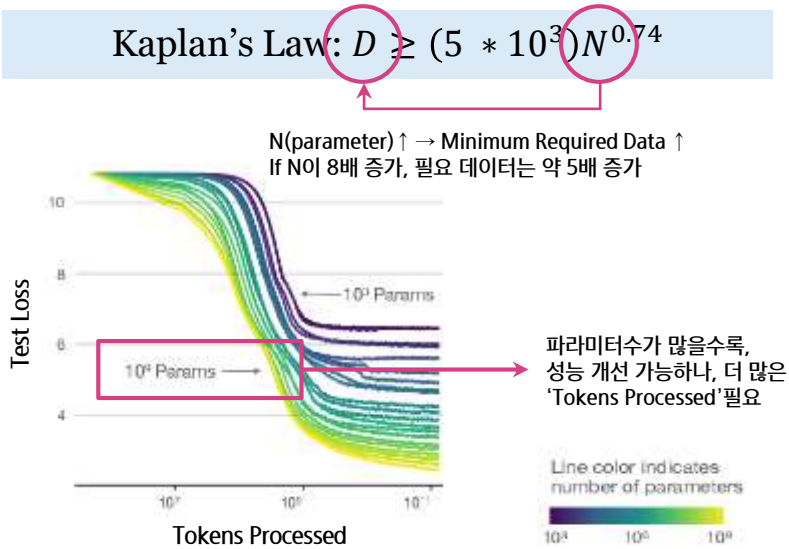 Kaplan's Law: D ≥ (5 * 10³)N^0.74
N(parameter) ↑ → Minimum Required Data ↑
If N이 8배 증가, 필요 데이터는 약 5배 증가
10
8
6
4
Test Loss
10³ Params
10⁹ Params
파라미터수가 많을수록,
성능 개선 가능하나, 더 많은
'Tokens Processed'필요
10⁷
10⁹
Tokens Processed
Line color indicates
number of parameters
10³
10⁶
10⁹